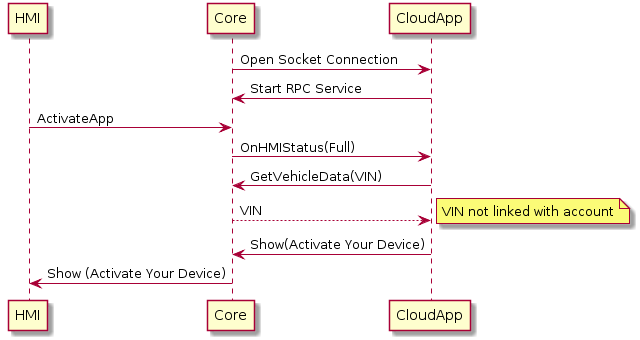 HMI
Core
CloudApp
Open Socket Connection
Start RPC Service
ActivateApp
OnHMIStatus(Full)
GetVehicleData(VIN)
VIN
VIN not linked with account
Show(Activate Your Device)
Show (Activate Your Device)
HMI
Core
CloudApp